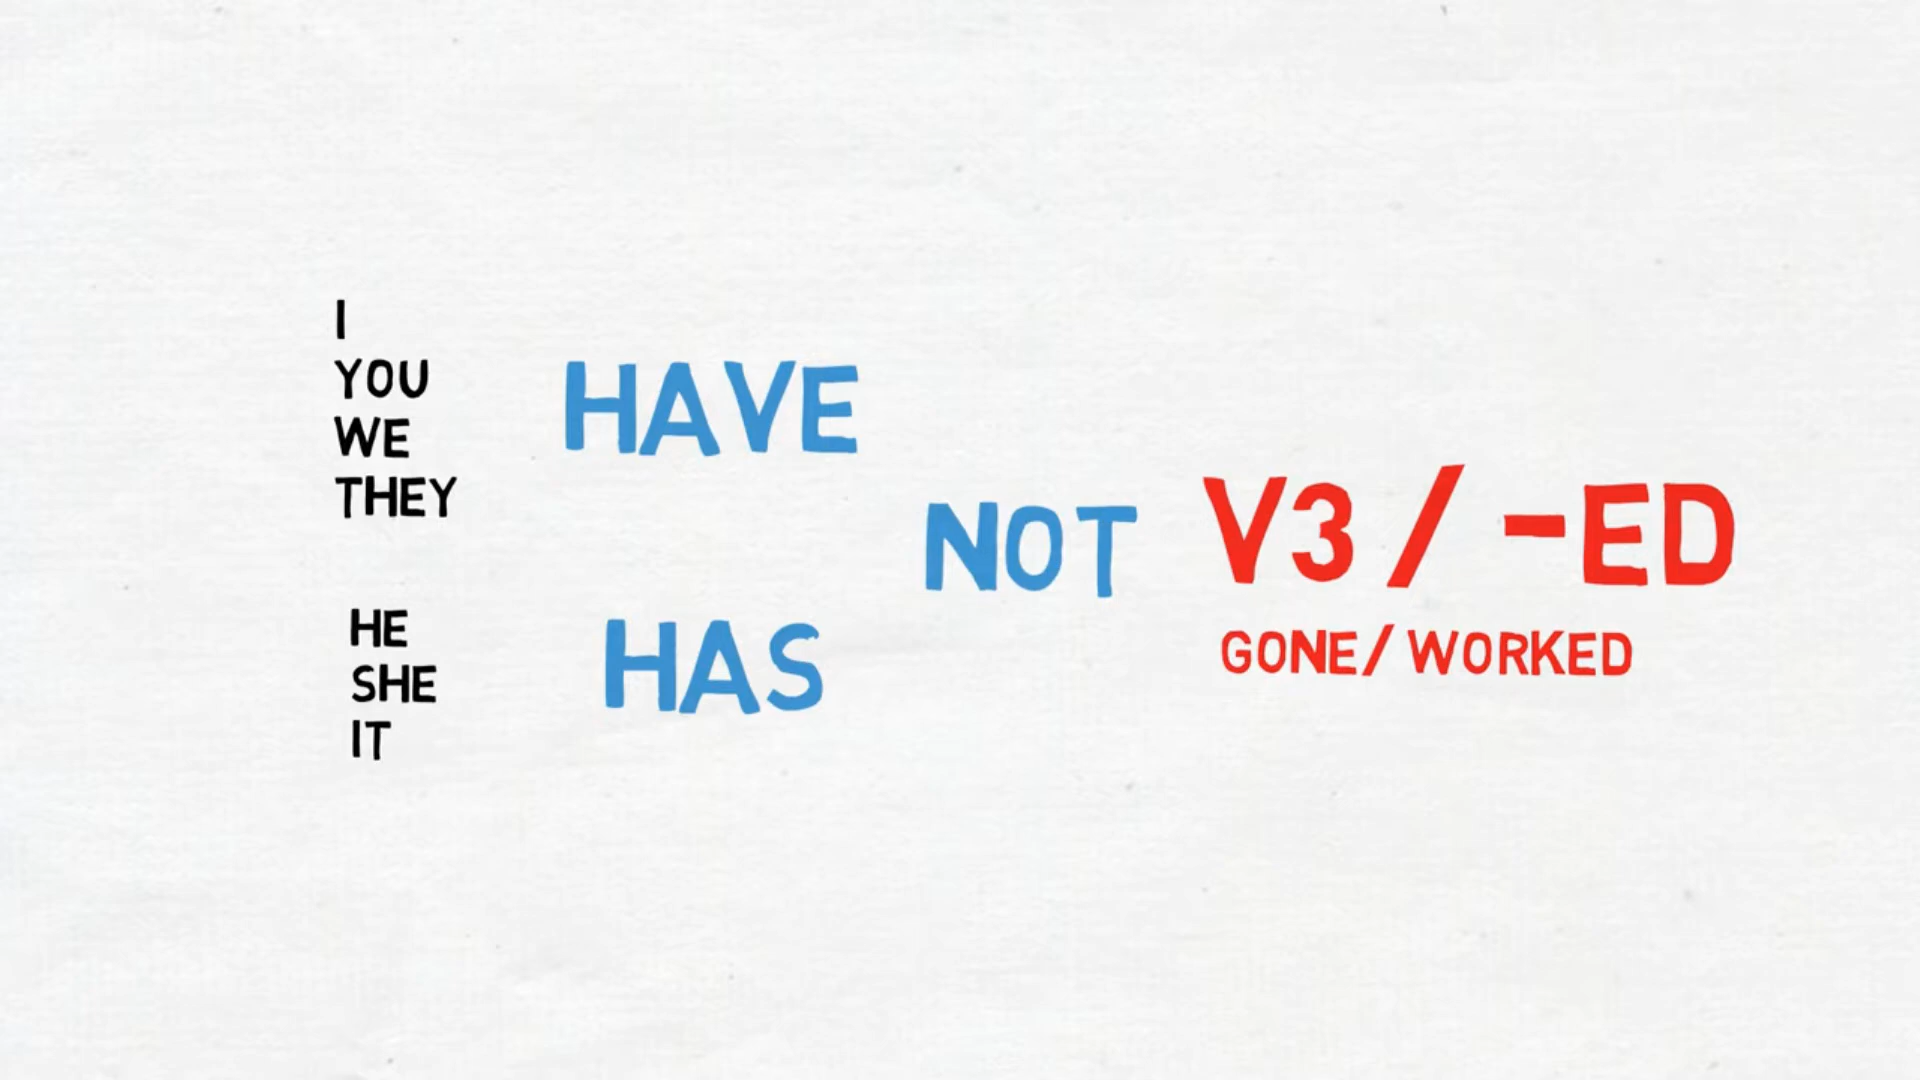 I
YOU
WE
THEY
HAVE
HE
SHE
IT
HAS
NOT
V3 / -ED
GONE/ WORKED